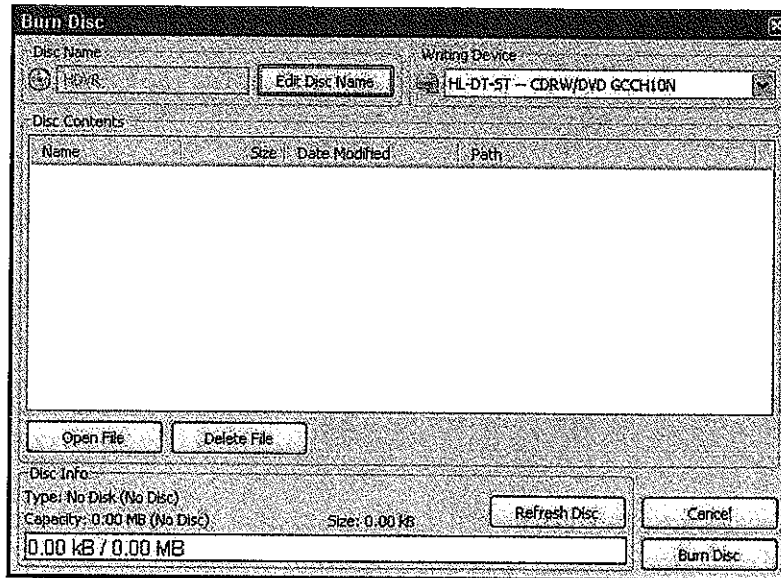 Burn Disc
Disc Name
Writing Device
HDVR
Edit Disc Name
HL-DT-ST -- CDRW/DVD GCCH10N
Disc Contents
Name Size Date Modified Path
Open File Delete File
Disc Info
Type: No Disk (No Disc)
Capacity: 0.00 MB (No Disc) Size: 0.00 kB
Refresh Disc Cancel
0.00 kB / 0.00 MB
Burn Disc